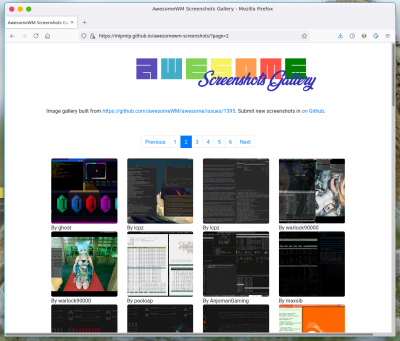 AwesomeWM Screenshots Gallery - Mozilla Firefox
AwesomeWM Screenshots Ga
https://mipmip.github.io/awesomewm-screenshots/?page=2
awesome
Screenshots Gallery
Image gallery built from https://github.com/awesomeWM/awesome/issues/1395. Submit new screenshots in on Github.
Previous 1 2 3 4 5 6 Next
By ghost By lcpz By lcpz By warlock90000
By warlock90000 By paoloap By AnjomanGaming By maxsib